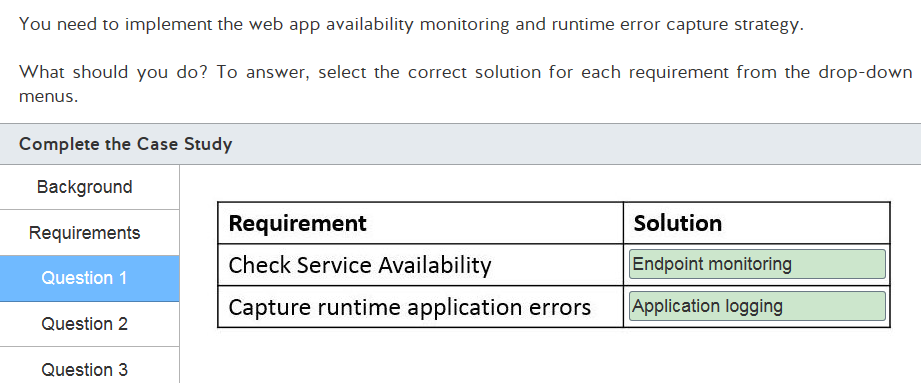 You need to implement the web app availability monitoring and runtime error capture strategy.
What should you do? To answer, select the correct solution for each requirement from the drop-down
menus.
Complete the Case Study
Background
Requirements
Question 1
Question 2
Question 3
Requirement Solution
Check Service Availability Endpoint monitoring
Capture runtime application errors Application logging